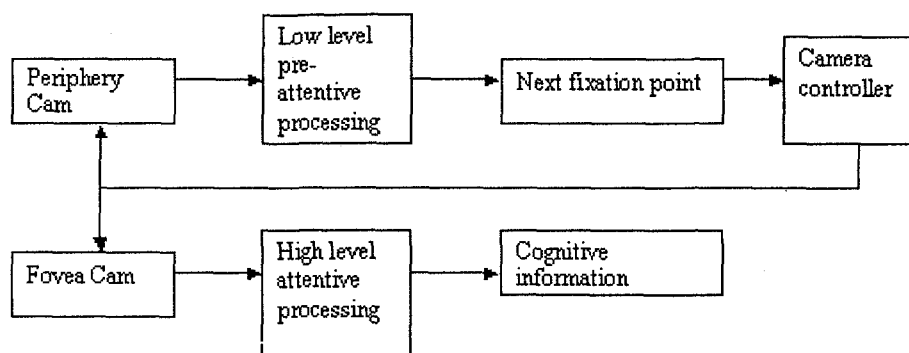 Periphery
Cam
Low level
pre-
attentive
processing
Next fixation point
Camera
controller
Fovea Cam
High level
attentive
processing
Cognitive
information